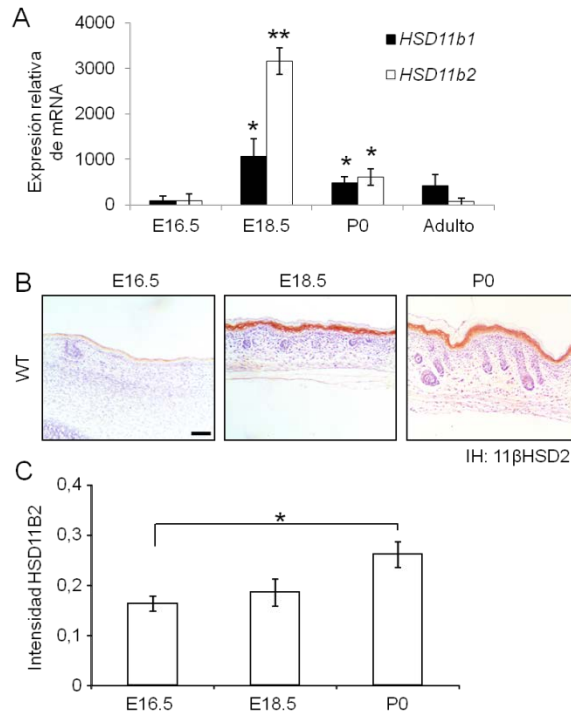 A
Expresión relativa
de mRNA
4000
3000
2000
1000
0
HSD11b1
HSD11b2
*
**
*
*
E16.5
E18.5
P0
Adulto
B
E16.5
E18.5
P0
WT
IH: 11βHSD2
C
Intensidad HSD11B2
0,4
0,3
0,2
0,1
0
*
E16.5
E18.5
P0